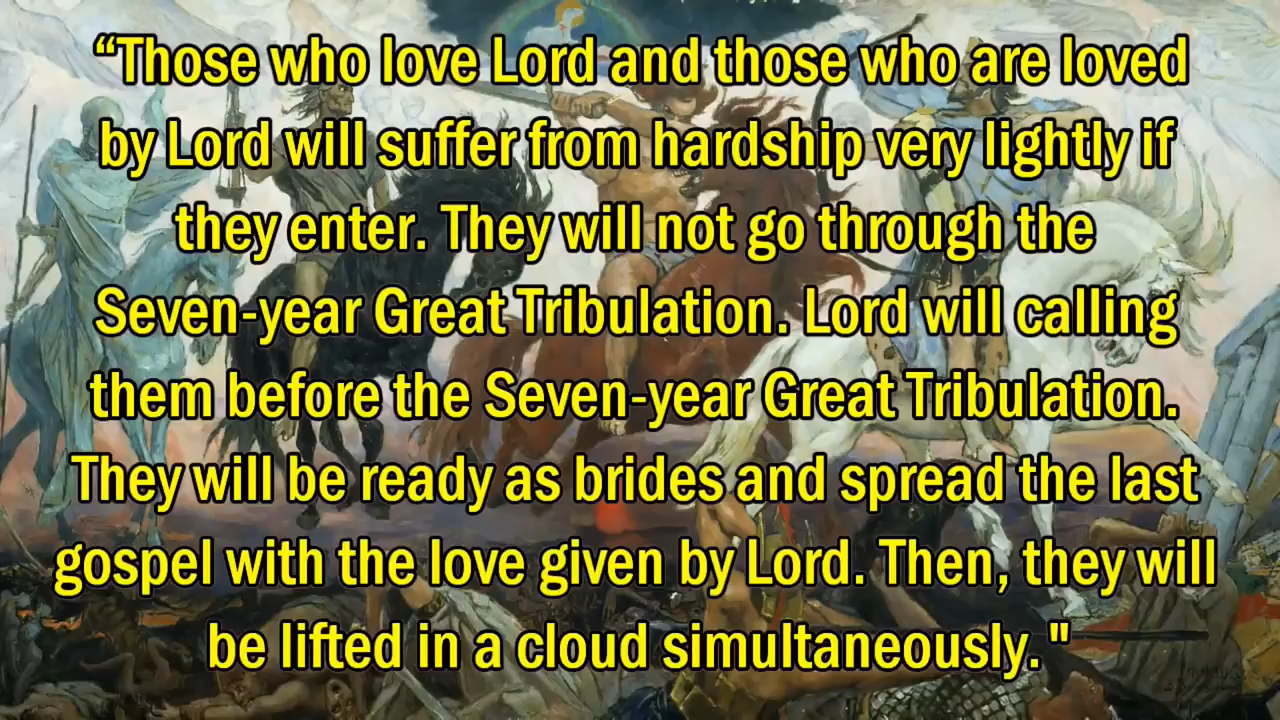 “Those who love Lord and those who are loved
by Lord will suffer from hardship very lightly if
they enter. They will not go through the
Seven-year Great Tribulation. Lord will calling
them before the Seven-year Great Tribulation.
They will be ready as brides and spread the last
gospel with the love given by Lord. Then, they will
be lifted in a cloud simultaneously. "